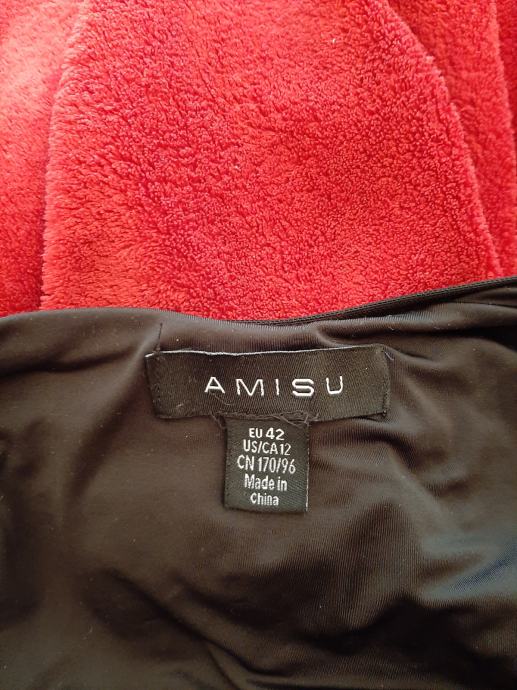 AMISU
EU 42
US/CA 12
CN 170/96
Made in
China